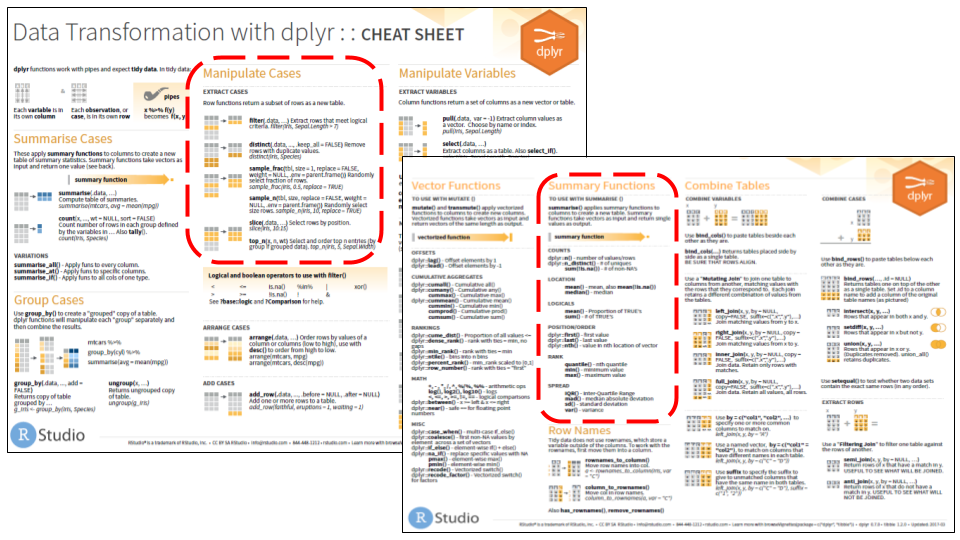 Data Transformation with dplyr : : CHEAT SHEET
dplyr
dplyr functions work with pipes and expect tidy data. In tidy data:
pipes
Each variable is in
its own column
Each observation, or
case, is in its own row
x %>% f(y)
becomes f(x, y
Summarise Cases
These apply summary functions to columns to create a new
table of summary statistics. Summary functions take vectors as
input and return one value (see back).
summary function
summarise(.data, …)
Compute table of summaries.
summarise(mtcars, avg = mean(mpg))
count(x, ..., wt = NULL, sort = FALSE)
Count number of rows in each group defined
by the variables in … Also tally().
count(iris, Species)
VARIATIONS
summarise_all() - Apply funs to every column.
summarise_at() - Apply funs to specific columns.
summarise_if() - Apply funs to all cols of one type.
Group Cases
Use group_by() to create a "grouped" copy of a table.
dplyr functions will manipulate each "group" separately and
then combine the results.
mtcars %>%
group_by(cyl) %>%
summarise(avg = mean(mpg))
group_by(.data, ..., add =
FALSE)
Returns copy of table
grouped by …
g_iris <- group_by(iris, Species)
ungroup(x, …)
Returns ungrouped copy
of table.
ungroup(g_iris)
R Studio
Manipulate Cases
EXTRACT CASES
Row functions return a subset of rows as a new table.
filter(.data, …) Extract rows that meet logical
criteria. filter(iris, Sepal.Length > 7)
distinct(.data, ..., .keep_all = FALSE) Remove
rows with duplicate values.
distinct(iris, Species)
sample_frac(tbl, size = 1, replace = FALSE,
weight = NULL, .env = parent.frame()) Randomly
select fraction of rows.
sample_frac(iris, 0.5, replace = TRUE)
sample_n(tbl, size, replace = FALSE, weight =
NULL, .env = parent.frame()) Randomly select
size rows. sample_n(iris, 10, replace = TRUE)
slice(.data, …) Select rows by position.
slice(iris, 10:15)
top_n(x, n, wt) Select and order top n entries (by
group if grouped data). top_n(iris, 5, Sepal.Width)
Logical and boolean operators to use with filter()
< <= is.na() %in% | xor()
> >= !is.na() ! &
See ?base::logic and ?Comparison for help.
ARRANGE CASES
arrange(.data, …) Order rows by values of a
column or columns (low to high), use with
desc() to order from high to low.
arrange(mtcars, mpg)
arrange(mtcars, desc(mpg))
ADD CASES
add_row(.data, ..., .before = NULL, .after = NULL)
Add one or more rows to a table.
add_row(faithful, eruptions = 1, waiting = 1)
Manipulate Variables
EXTRACT VARIABLES
Column functions return a set of columns as a new vector or table.
pull(.data, var = -1) Extract column values as
a vector. Choose by name or index.
pull(iris, Sepal.Length)
select(.data, …)
Extract columns as a table. Also select_if().
Vector Functions
TO USE WITH MUTATE ()
mutate() and transmute() apply vectorized
functions to columns to create new columns.
Vectorized functions take vectors as input and
return vectors of the same length as output.
vectorized function
OFFSETS
dplyr::lag() - Offset elements by 1
dplyr::lead() - Offset elements by -1
CUMULATIVE AGGREGATES
dplyr::cumall() - Cumulative all()
dplyr::cumany() - Cumulative any()
cummax() - Cumulative max()
dplyr::cummean() - Cumulative mean()
cummin() - Cumulative min()
cumprod() - Cumulative prod()
cumsum() - Cumulative sum()
RANKINGS
dplyr::cume_dist() - Proportion of all values <=
dplyr::dense_rank() - rank with ties = min, no
gaps
dplyr::min_rank() - rank with ties = min
dplyr::ntile() - bins into n bins
dplyr::percent_rank() - min_rank scaled to [0,1]
dplyr::row_number() - rank with ties = "first"
MATH
+, - , *, /, ^, %/%, %% - arithmetic ops
log(), log2(), log10() - logs
<, <=, >, >=, !=, == - logical comparisons
dplyr::between() - x >= left & x <= right
dplyr::near() - safe == for floating point
numbers
MISC
dplyr::case_when() - multi-case if_else()
dplyr::coalesce() - first non-NA values by
element across a set of vectors
dplyr::if_else() - element-wise if() + else()
dplyr::na_if() - replace specific values with NA
pmax() - element-wise max()
pmin() - element-wise min()
dplyr::recode() - Vectorized switch()
dplyr::recode_factor() - Vectorized switch()
for factors
R Studio
Summary Functions
TO USE WITH SUMMARISE ()
summarise() applies summary functions to
columns to create a new table. Summary
functions take vectors as input and return single
values as output.
summary function
COUNTS
dplyr::n() - number of values/rows
dplyr::n_distinct() - # of uniques
sum(!is.na()) - # of non-NA's
LOCATION
mean() - mean, also mean(!is.na())
median() - median
LOGICALS
mean() - Proportion of TRUE's
sum() - # of TRUE's
POSITION/ORDER
dplyr::first() - first value
dplyr::last() - last value
dplyr::nth() - value in nth location of vector
RANK
quantile() - nth quantile
min() - minimum value
max() - maximum value
SPREAD
IQR() - Inter-Quartile Range
mad() - median absolute deviation
sd() - standard deviation
var() - variance
Row Names
Tidy data does not use rownames, which store a
variable outside of the columns. To work with the
rownames, first move them into a column.
rownames_to_column()
Move row names into col.
column_to_rownames()
Move col in row names.
Also has_rownames(), remove_rownames()
Combine Tables
dplyr
COMBINE VARIABLES
Use bind_cols() to paste tables beside each
other as they are.
bind_cols(…) Returns tables placed side by
side as a single table.
BE SURE THAT ROWS ALIGN.
Use a "Mutating Join" to join one table to
columns from another, matching values with
the rows that they correspond to. Each join
retains a different combination of values from
the tables.
left_join(x, y, by = NULL,
copy=FALSE, suffix=c(".x",".y"),…)
Join matching values from y to x.
right_join(x, y, by = NULL, copy =
FALSE, suffix=c(".x",".y"),…)
Join matching values from x to y.
inner_join(x, y, by = NULL, copy =
FALSE, suffix=c(".x",".y"),…)
Join data. Retain only rows with
matches.
full_join(x, y, by = NULL,
copy=FALSE, suffix=c(".x",".y"),…)
Join data. Retain all values, all rows.
Use by = c("col1", "col2", …) to
specify one or more common
columns to match on.
left_join(x, y, by = "A")
Use a named vector, by = c("col1" =
"col2"), to match on columns that
have different names in each table.
left_join(x, y, by = c("C" = "D"))
Use suffix to specify the suffix to
give to unmatched columns that
have the same name in both tables.
left_join(x, y, by = c("C" = "D"), suffix =
c("1", "2"))
COMBINE CASES
Use bind_rows() to paste tables below each
other as they are.
bind_rows(…, .id = NULL)
Returns tables one on top of the other
as a single table. Set .id to a column
name to add a column of the original
table names (as pictured)
intersect(x, y, …)
Rows that appear in both x and y.
setdiff(x, y, …)
Rows that appear in x but not y.
union(x, y, …)
Rows that appear in x or y.
(Duplicates removed). union_all()
retains duplicates.
Use setequal() to test whether two data sets
contain the exact same rows (in any order).
EXTRACT ROWS
Use a "Filtering Join" to filter one table against
the rows of another.
semi_join(x, y, by = NULL, …)
Return rows of x that have a match in y.
USEFUL TO SEE WHAT WILL BE JOINED.
anti_join(x, y, by = NULL, …)
Return rows of x that do not have a
match in y. USEFUL TO SEE WHAT WILL
NOT BE JOINED.